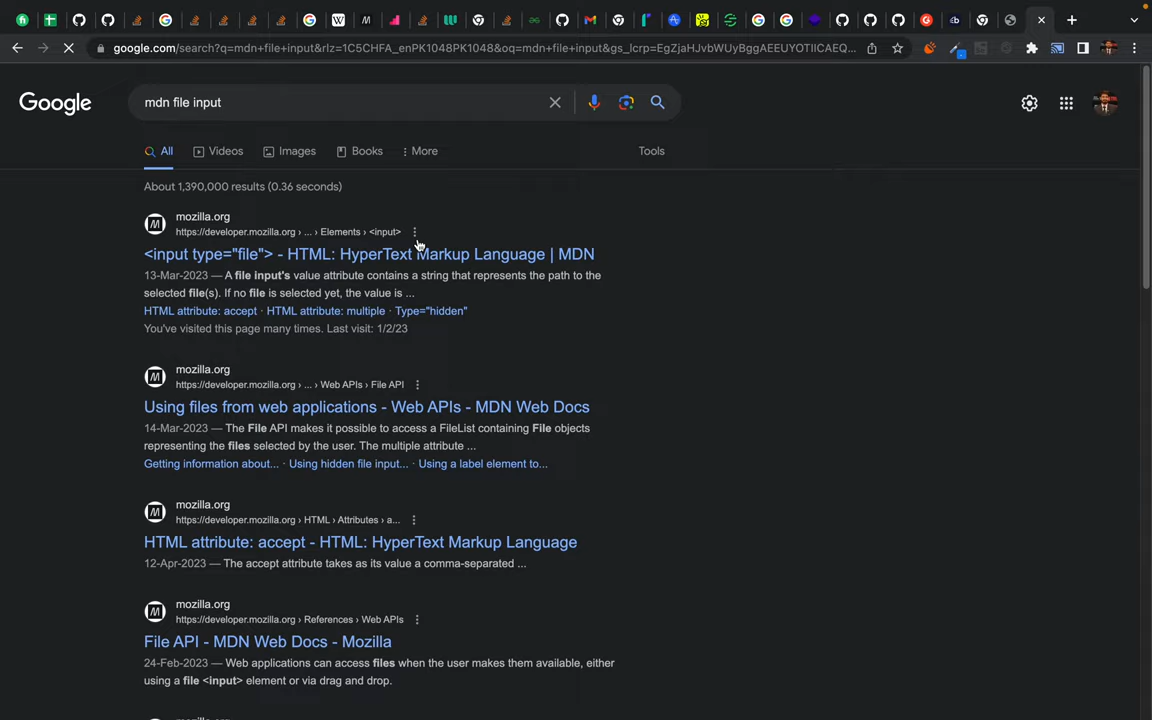 google.com/search?q=mdn+file+input&rlz=1C5CHFA_enPK1048PK1048&oq=mdn+file+input&gs_lcrp=EgZjaHJvbWUyBggAEEUYOTIICAEQ...
Google
mdn file input
All
Videos
Images
Books
More
Tools
About 1,390,000 results (0.36 seconds)
mozilla.org
https://developer.mozilla.org › ... › Elements › <input>
<input type="file"> - HTML: HyperText Markup Language | MDN
13-Mar-2023 — A file input's value attribute contains a string that represents the path to the
selected file(s). If no file is selected yet, the value is ...
HTML attribute: accept · HTML attribute: multiple · Type="hidden"
You've visited this page many times. Last visit: 1/2/23
mozilla.org
https://developer.mozilla.org › ... › Web APIs › File API
Using files from web applications - Web APIs - MDN Web Docs
14-Mar-2023 — The File API makes it possible to access a FileList containing File objects
representing the files selected by the user. The multiple attribute ...
Getting information about... · Using hidden file input... · Using a label element to...
mozilla.org
https://developer.mozilla.org › HTML › Attributes › a...
HTML attribute: accept - HTML: HyperText Markup Language
12-Apr-2023 — The accept attribute takes as its value a comma-separated ...
mozilla.org
https://developer.mozilla.org › References › Web APIs
File API - MDN Web Docs - Mozilla
24-Feb-2023 — Web applications can access files when the user makes them available, either
using a file <input> element or via drag and drop.